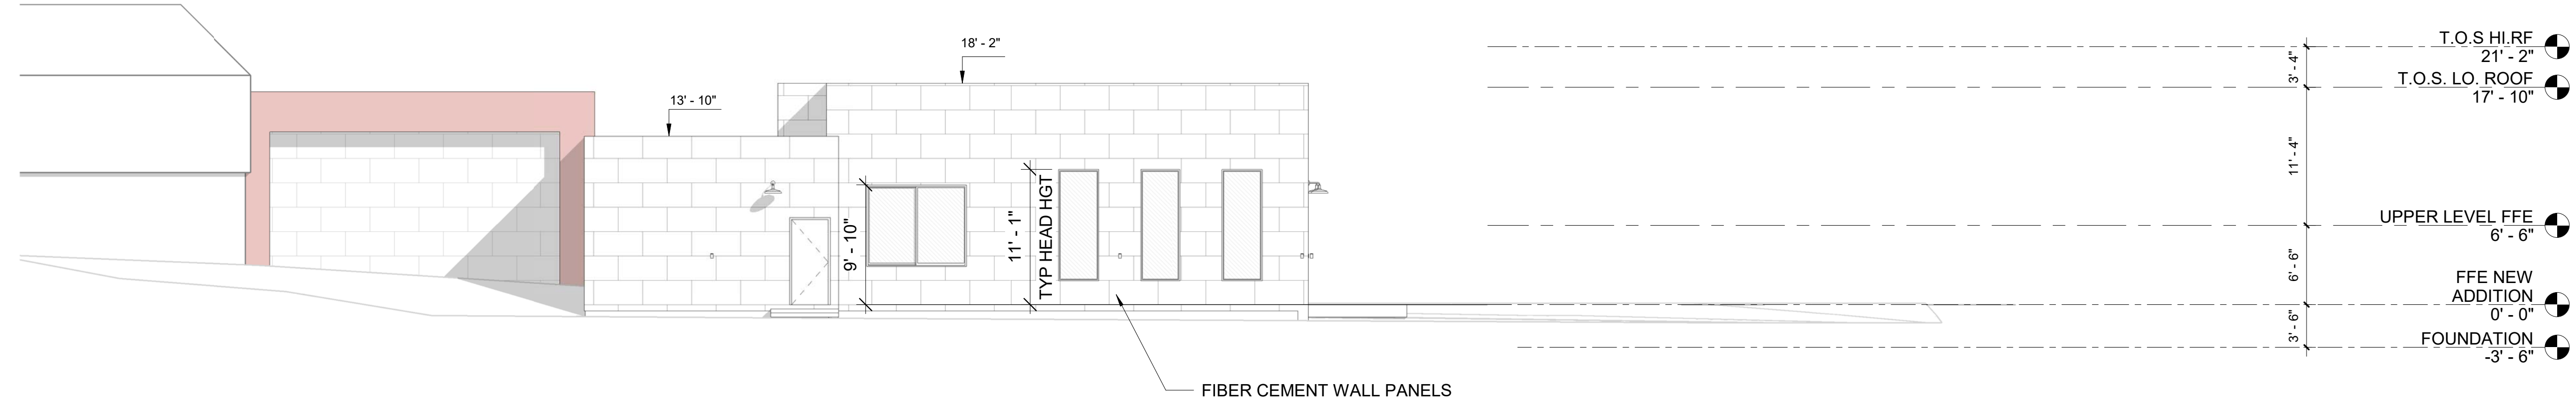 18' - 2"
13' - 10"
9' - 10"
11' - 1"
TYP HEAD HGT
FIBER CEMENT WALL PANELS
T.O.S HI.RF
21' - 2"
3' - 4"
T.O.S. LO. ROOF
17' - 10"
11' - 4"
UPPER LEVEL FFE
6' - 6"
6' - 6"
FFE NEW
ADDITION
0' - 0"
3' - 6"
FOUNDATION
-3' - 6"